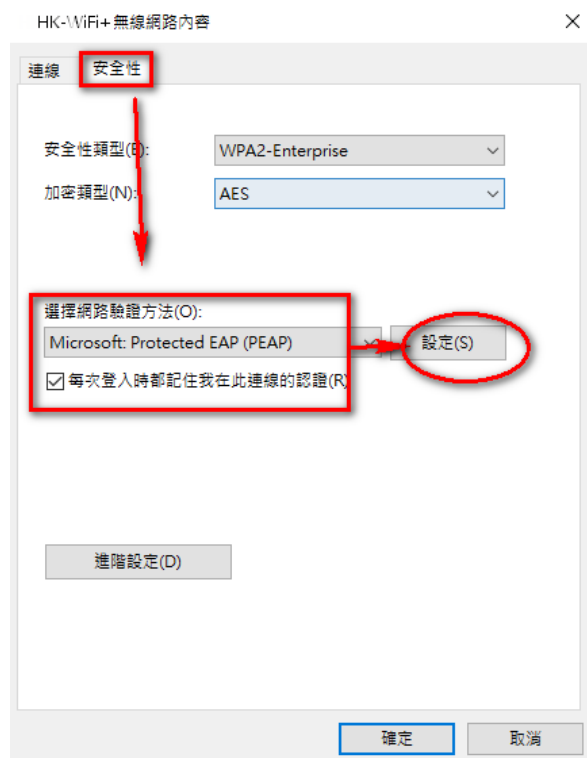 HK-WiFi+ 無線網路內容
連線 安全性
安全性類型(E): WPA2-Enterprise
加密類型(N): AES
選擇網路驗證方法(O):
Microsoft: Protected EAP (PEAP) 設定(S)
每次登入時都記住我在此連線的認證(R)
進階設定(D)
確定 取消